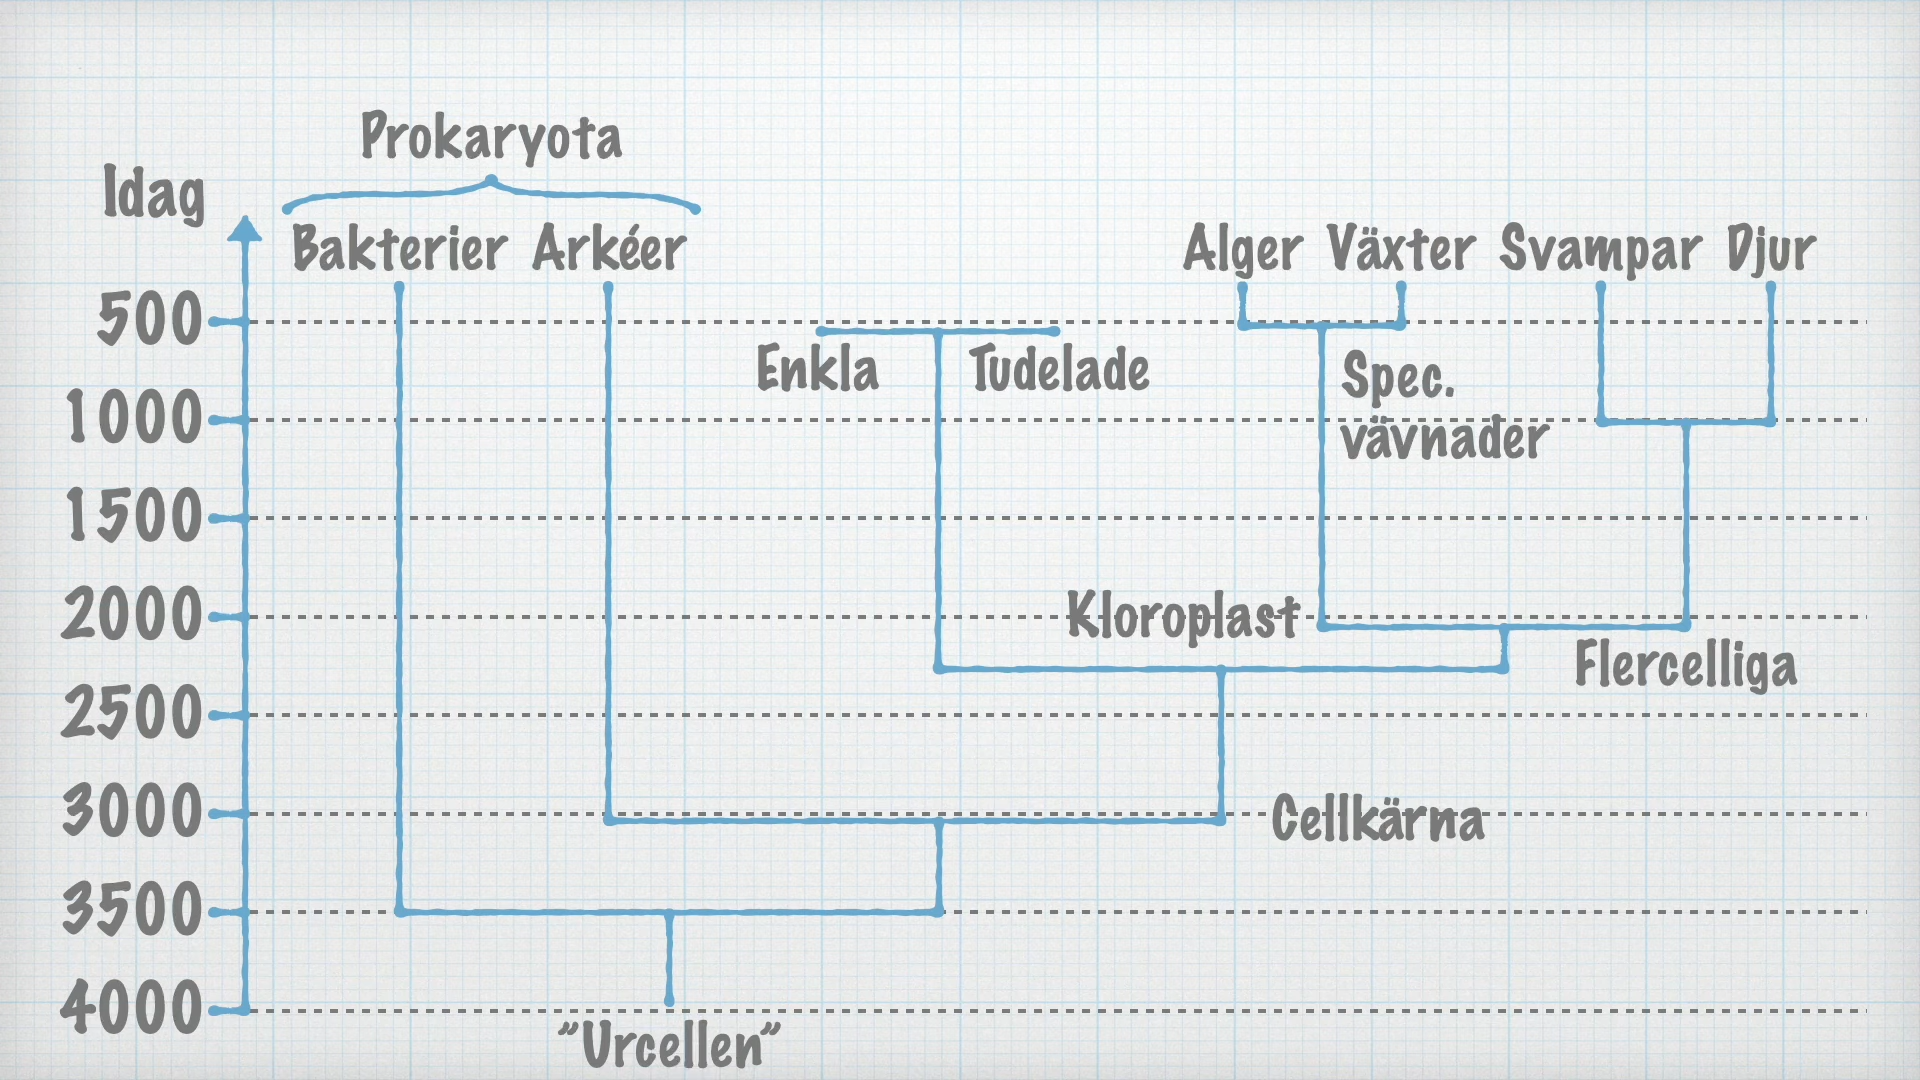 Prokaryota
Idag
Bakterier Arkéer
Alger Växter Svampar Djur
500
Enkla Tudelade
Spec.
vävnader
1000
1500
2000
Kloroplast
Flercelliga
2500
3000
Cellkärna
3500
4000
"Urcellen"